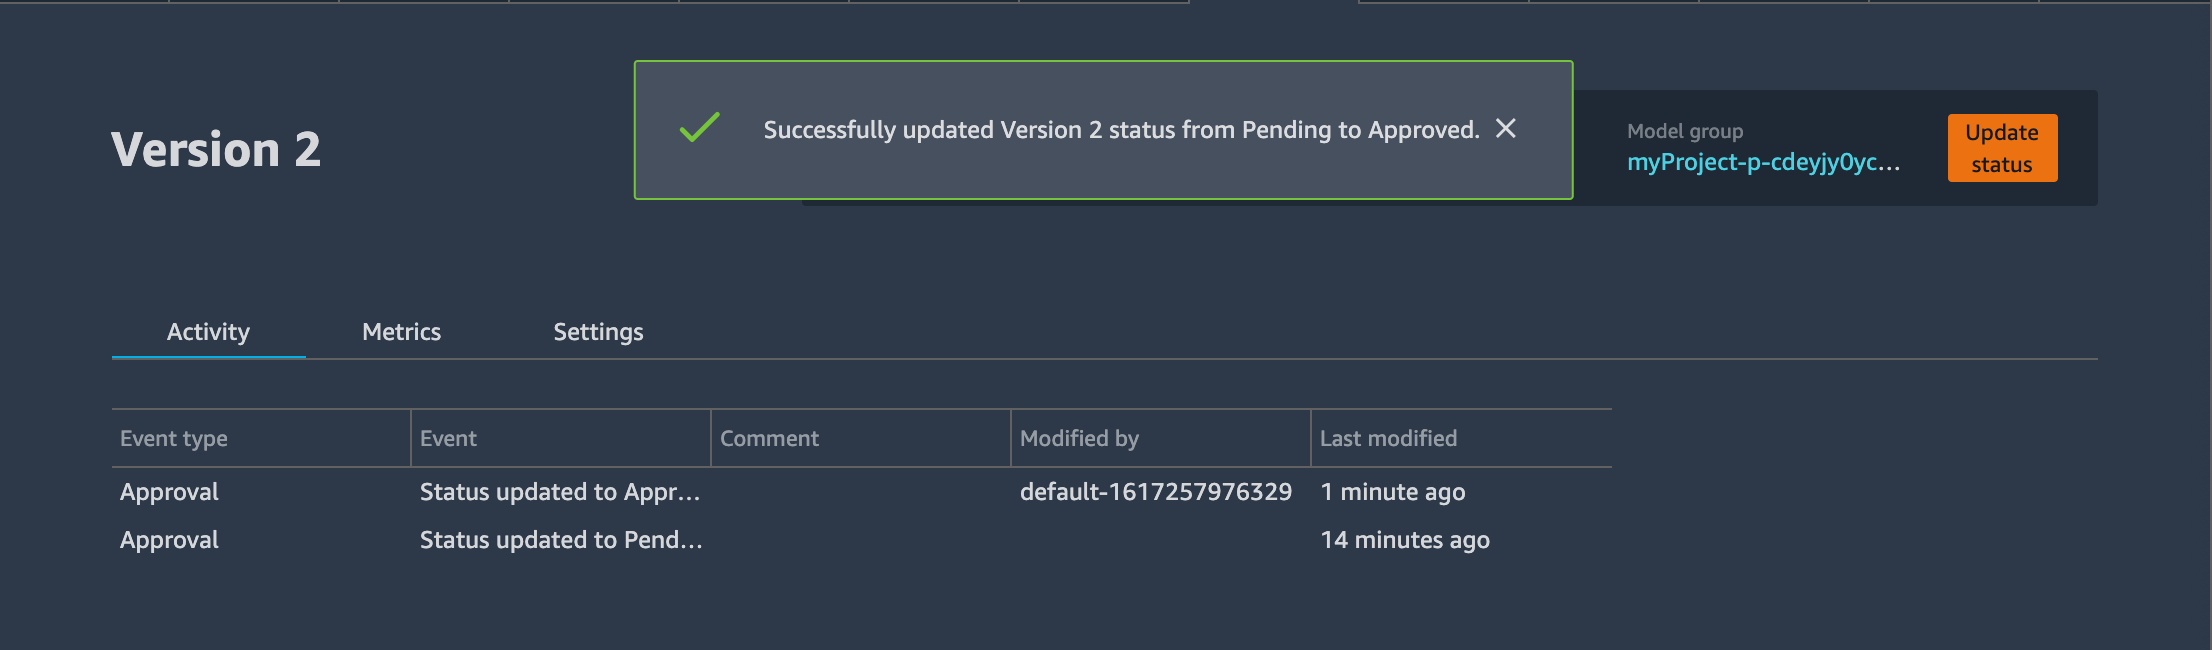 Version 2
Successfully updated Version 2 status from Pending to Approved.
Model group
myProject-p-cdeyjy0yc...
Update
status
Activity Metrics Settings
Event type Event Comment Modified by Last modified
Approval Status updated to Appr... default-1617257976329 1 minute ago
Approval Status updated to Pend... 14 minutes ago